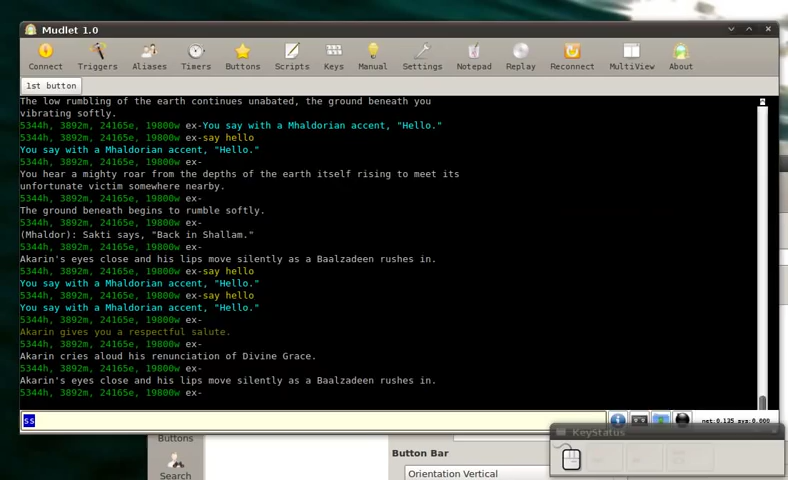 Mudlet 1.0
Connect Triggers Aliases Timers Buttons Scripts Keys Manual Settings Notepad Replay Reconnect MultiView About
1st button
The low rumbling of the earth continues unabated, the ground beneath you
vibrating softly.
5344h, 3892m, 24165e, 19800w ex-You say with a Mhaldorian accent, "Hello."
5344h, 3892m, 24165e, 19800w ex-say hello
You say with a Mhaldorian accent, "Hello."
5344h, 3892m, 24165e, 19800w ex-
You hear a mighty roar from the depths of the earth itself rising to meet its
unfortunate victim somewhere nearby.
5344h, 3892m, 24165e, 19800w ex-
The ground beneath begins to rumble softly.
5344h, 3892m, 24165e, 19800w ex-
(Mhaldor): Sakti says, "Back in Shallam."
5344h, 3892m, 24165e, 19800w ex-
Akarin's eyes close and his lips move silently as a Baalzadeen rushes in.
5344h, 3892m, 24165e, 19800w ex-say hello
You say with a Mhaldorian accent, "Hello."
5344h, 3892m, 24165e, 19800w ex-say hello
You say with a Mhaldorian accent, "Hello."
5344h, 3892m, 24165e, 19800w ex-
Akarin gives you a respectful salute.
5344h, 3892m, 24165e, 19800w ex-
Akarin cries aloud his renunciation of Divine Grace.
5344h, 3892m, 24165e, 19800w ex-
Akarin's eyes close and his lips move silently as a Baalzadeen rushes in.
5344h, 3892m, 24165e, 19800w ex-
ss
net:0.135 sys:0.000
KeyStatus
Buttons
Button Bar
Orientation Vertical
Search